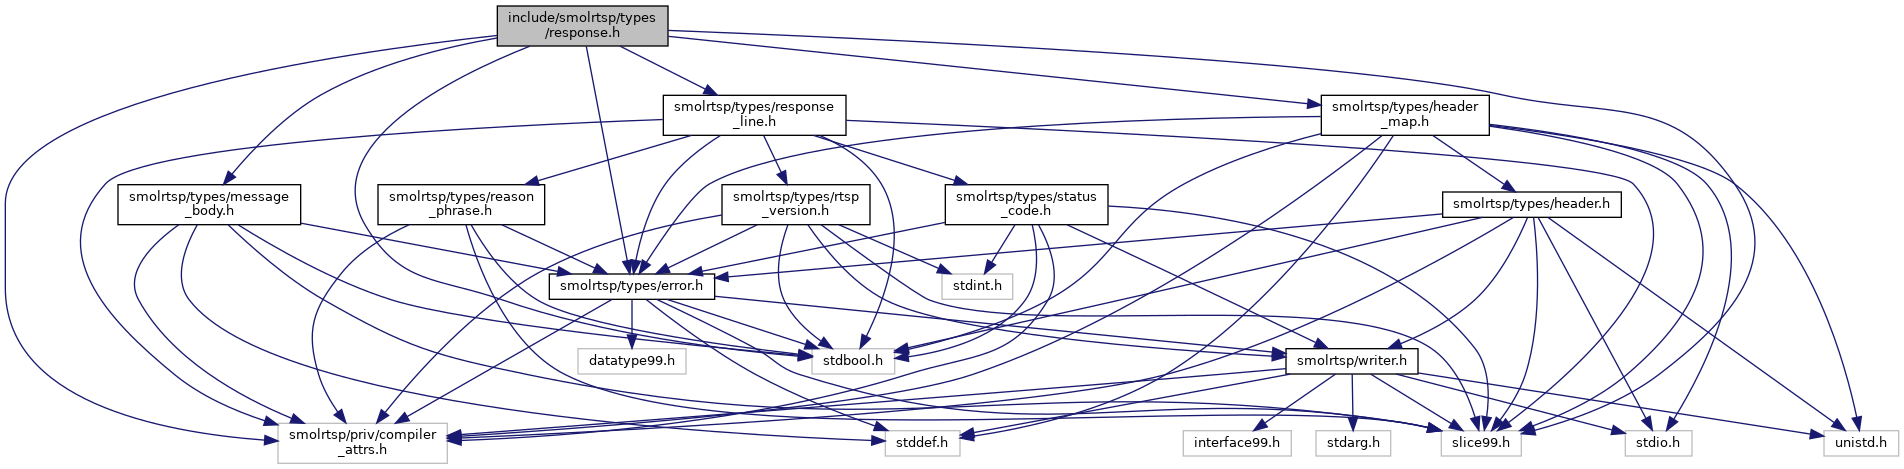 include/smolrtsp/types
/response.h
smolrtsp/types/response
_line.h
smolrtsp/types/header
_map.h
smolrtsp/types/message
_body.h
smolrtsp/types/reason
_phrase.h
smolrtsp/types/rtsp
_version.h
smolrtsp/types/status
_code.h
smolrtsp/types/header.h
smolrtsp/types/error.h
stdint.h
datatype99.h
stdbool.h
smolrtsp/writer.h
smolrtsp/priv/compiler
_attrs.h
stddef.h
interface99.h
stdarg.h
slice99.h
stdio.h
unistd.h